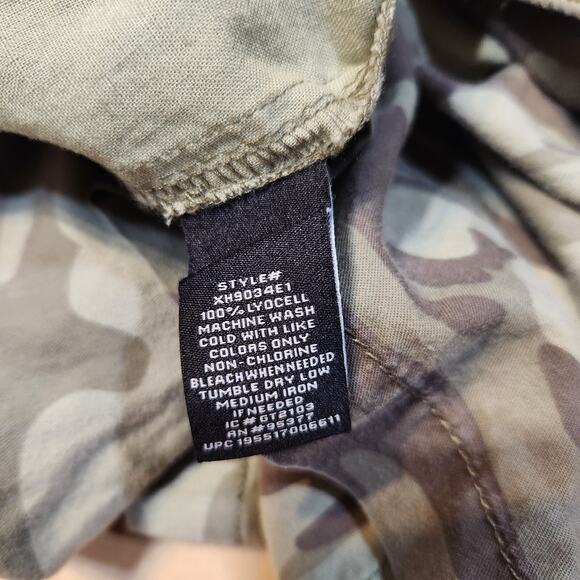 STYLE#
XH9034E1
100% LYOCELL
MACHINE WASH
COLD WITH LIKE
COLORS ONLY
NON-CHLORINE
BLEACH WHEN NEEDED
TUMBLE DRY LOW
MEDIUM IRON
IF NEEDED
IC# GT2103
RN# 95377
UPC 195517006611